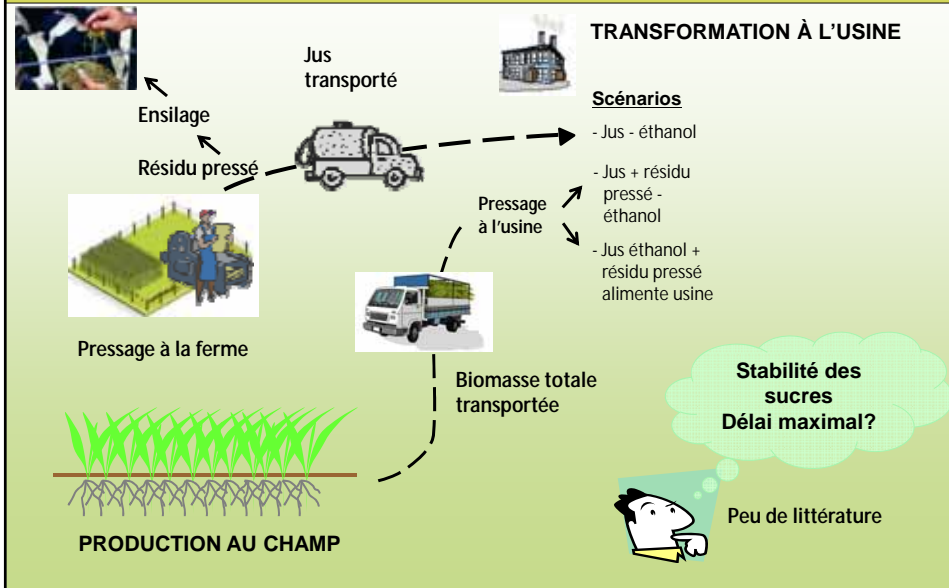 TRANSFORMATION À L'USINE
Jus
transporté
Ensilage
Résidu pressé
Scénarios
- Jus - éthanol
- Jus + résidu
pressé -
éthanol
- Jus éthanol +
résidu pressé
alimente usine
Pressage
à l'usine
Pressage à la ferme
Biomasse totale
transportée
Stabilité des
sucres
Délai maximal?
Peu de littérature
PRODUCTION AU CHAMP